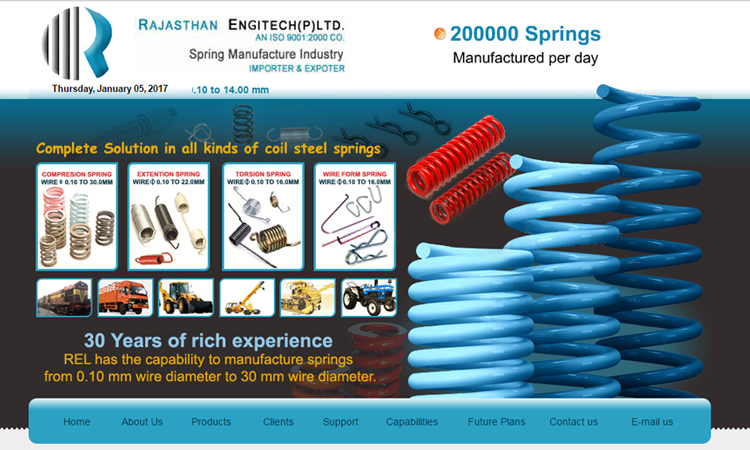 RAJASTHAN ENGITECH(P)LTD.
AN ISO 9001:2000 CO.
Spring Manufacture Industry
IMPORTER & EXPOTER
200000 Springs
Manufactured per day
Thursday, January 05, 2017
0.10 to 14.00 mm
Complete Solution in all kinds of coil steel springs
COMPRESION SPRING
WIRE Φ 0.10 TO 30.0MM
EXTENTION SPRING
WIRE Φ 0.10 TO 22.0MM
TORSION SPRING
WIRE Φ 0.10 TO 16.0MM
WIRE FORM SPRING
WIRE Φ 0.10 TO 16.0MM
30 Years of rich experience
REL has the capability to manufacture springs
from 0.10 mm wire diameter to 30 mm wire diameter.
Home About Us Products Clients Support Capabilities Future Plans Contact us E-mail us